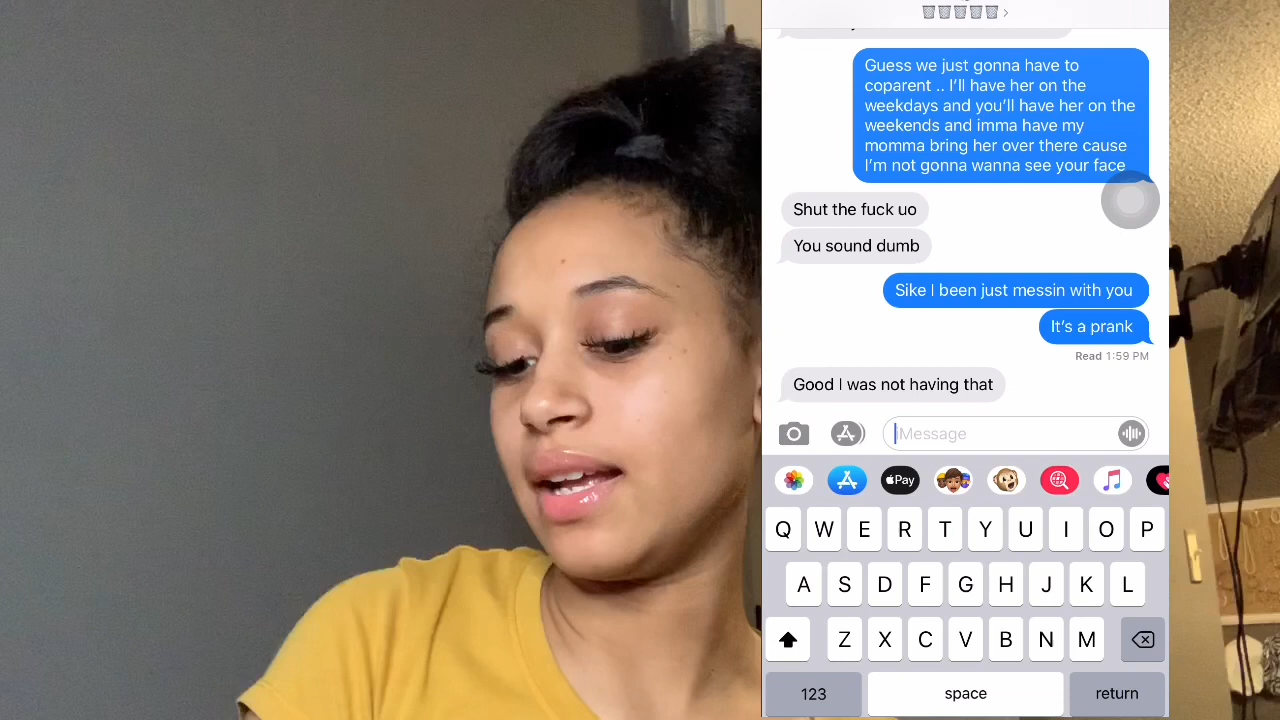 Guess we just gonna have to
coparent .. I'll have her on the
weekdays and you'll have her on the
weekends and imma have my
momma bring her over there cause
I'm not gonna wanna see your face
Shut the fuck uo
You sound dumb
Sike I been just messin with you
It's a prank
Read 1:59 PM
Good I was not having that
iMessage
Pay
Q W E R T Y U I O P
A S D F G H J K L
Z X C V B N M
123 space return